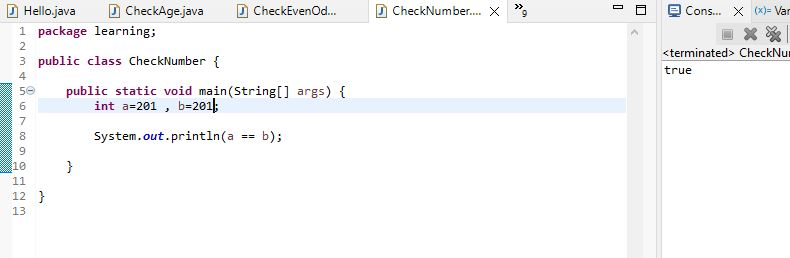 Hello.java
CheckAge.java
CheckEvenOd...
CheckNumber....
»9
Cons...
(x)= Var
1 package learning;
2
3 public class CheckNumber {
4
5 public static void main(String[] args) {
6 int a=201 , b=201;
7
8 System.out.println(a == b);
9
10 }
11
12 }
13
<terminated> CheckNu
true